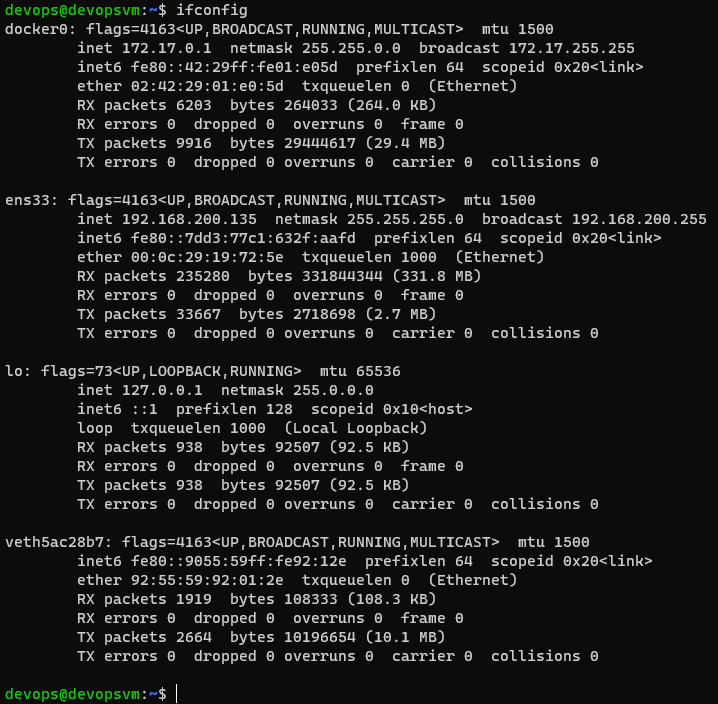 devops@devopsvm:~$ ifconfig
docker0: flags=4163<UP,BROADCAST,RUNNING,MULTICAST>  mtu 1500
        inet 172.17.0.1  netmask 255.255.0.0  broadcast 172.17.255.255
        inet6 fe80::42:29ff:fe01:e05d  prefixlen 64  scopeid 0x20<link>
        ether 02:42:29:01:e0:5d  txqueuelen 0  (Ethernet)
        RX packets 6203  bytes 264033 (264.0 KB)
        RX errors 0  dropped 0  overruns 0  frame 0
        TX packets 9916  bytes 29444617 (29.4 MB)
        TX errors 0  dropped 0 overruns 0  carrier 0  collisions 0

ens33: flags=4163<UP,BROADCAST,RUNNING,MULTICAST>  mtu 1500
        inet 192.168.200.135  netmask 255.255.255.0  broadcast 192.168.200.255
        inet6 fe80::7dd3:77c1:632f:aafd  prefixlen 64  scopeid 0x20<link>
        ether 00:0c:29:19:72:5e  txqueuelen 1000  (Ethernet)
        RX packets 235280  bytes 331844344 (331.8 MB)
        RX errors 0  dropped 0  overruns 0  frame 0
        TX packets 33667  bytes 2718698 (2.7 MB)
        TX errors 0  dropped 0 overruns 0  carrier 0  collisions 0

lo: flags=73<UP,LOOPBACK,RUNNING>  mtu 65536
        inet 127.0.0.1  netmask 255.0.0.0
        inet6 ::1  prefixlen 128  scopeid 0x10<host>
        loop  txqueuelen 1000  (Local Loopback)
        RX packets 938  bytes 92507 (92.5 KB)
        RX errors 0  dropped 0  overruns 0  frame 0
        TX packets 938  bytes 92507 (92.5 KB)
        TX errors 0  dropped 0 overruns 0  carrier 0  collisions 0

veth5ac28b7: flags=4163<UP,BROADCAST,RUNNING,MULTICAST>  mtu 1500
        inet6 fe80::9055:59ff:fe92:12e  prefixlen 64  scopeid 0x20<link>
        ether 92:55:59:92:01:2e  txqueuelen 0  (Ethernet)
        RX packets 1919  bytes 108333 (108.3 KB)
        RX errors 0  dropped 0  overruns 0  frame 0
        TX packets 2664  bytes 10196654 (10.1 MB)
        TX errors 0  dropped 0 overruns 0  carrier 0  collisions 0

devops@devopsvm:~$